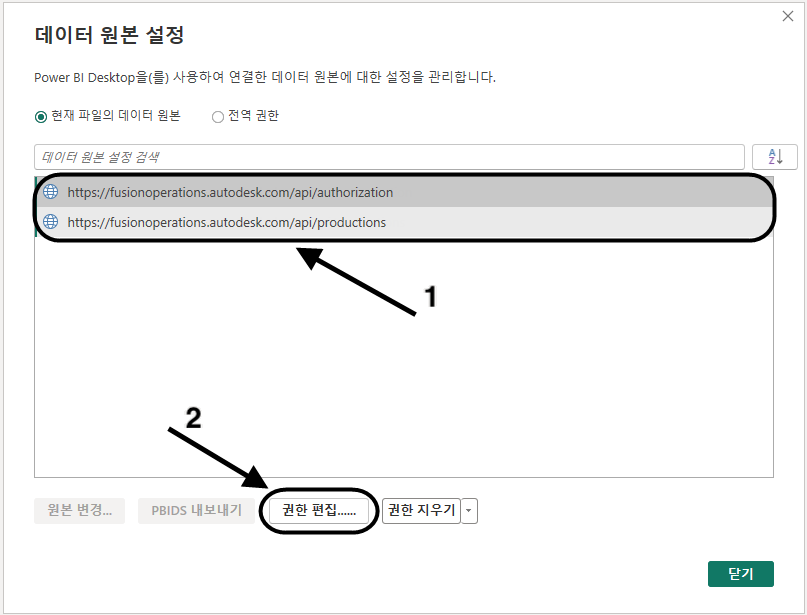 데이터 원본 설정
Power BI Desktop을(를) 사용하여 연결한 데이터 원본에 대한 설정을 관리합니다.
현재 파일의 데이터 원본 전역 권한
데이터 원본 설정 검색
A
Z
https://fusionoperations.autodesk.com/api/authorization
https://fusionoperations.autodesk.com/api/productions
1
2
원본 변경... PBIDS 내보내기 권한 편집...... 권한 지우기
닫기